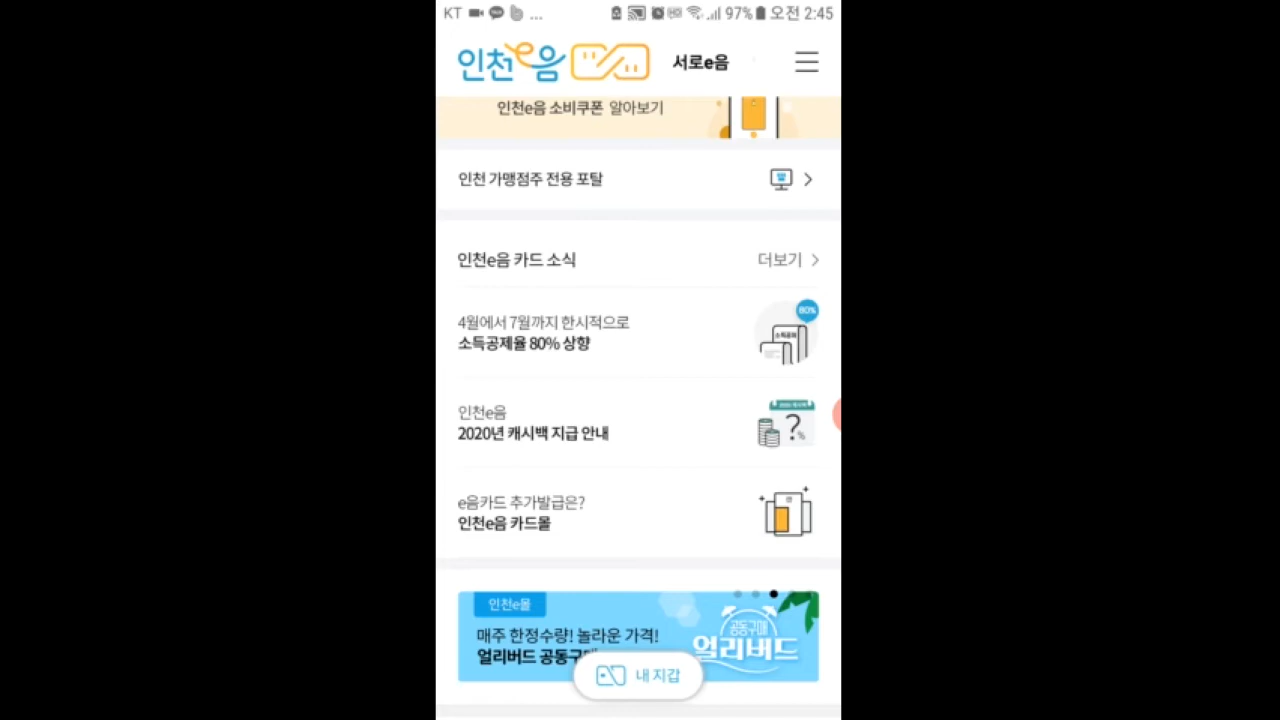 KT ... 97% 오전 2:45
인천e음 서로e음
인천e음 소비쿠폰 알아보기
인천 가맹점주 전용 포탈
인천e음 카드 소식 더보기
80%
4월에서 7월까지 한시적으로
소득공제율 80% 상향
소득공제
인천e음
2020년 캐시백 지급 안내
?
%
e음카드 추가발급은?
인천e음 카드몰
인천e몰
매주 한정수량! 놀라운 가격!
얼리버드 공동구
공동구매
얼리버드
내 지갑